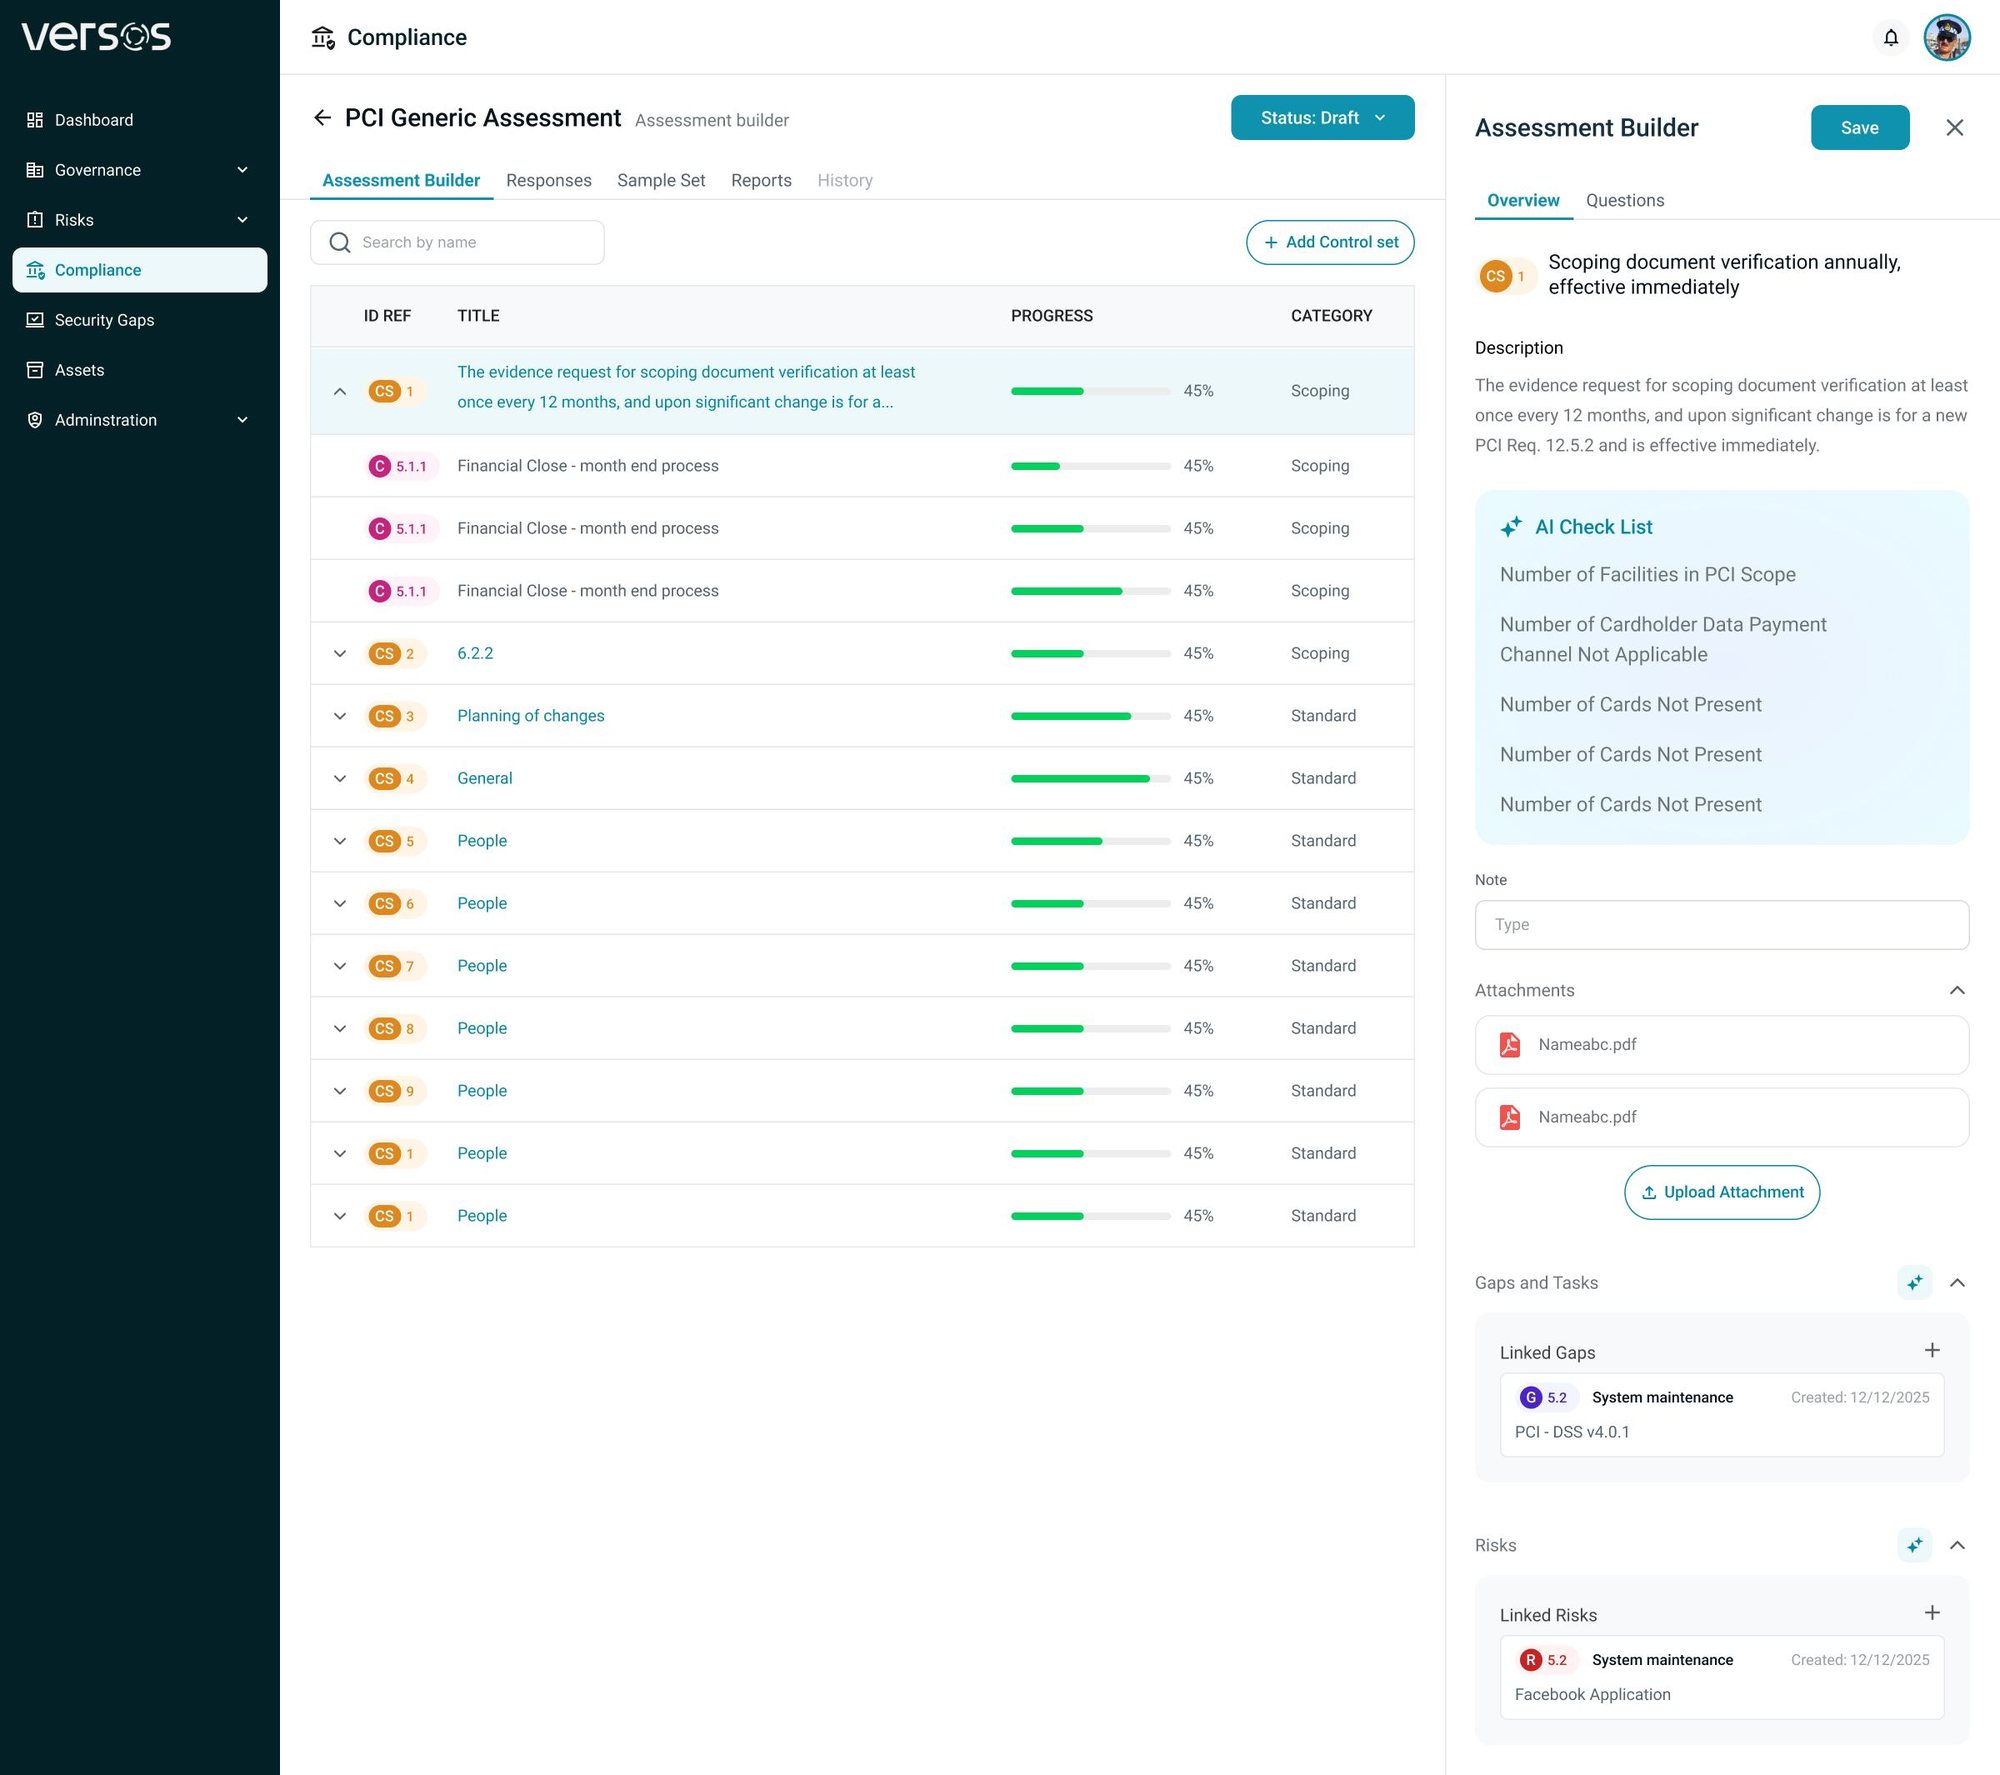 versos
Dashboard
Governance
Risks
Compliance
Security Gaps
Assets
Adminstration
Compliance
PCI Generic Assessment Assessment builder
Status: Draft
Assessment Builder Responses Sample Set Reports History
Search by name
+ Add Control set
ID REF TITLE PROGRESS CATEGORY
CS 1 The evidence request for scoping document verification at least
once every 12 months, and upon significant change is for a... 45% Scoping
C 5.1.1 Financial Close - month end process 45% Scoping
C 5.1.1 Financial Close - month end process 45% Scoping
C 5.1.1 Financial Close - month end process 45% Scoping
CS 2 6.2.2 45% Scoping
CS 3 Planning of changes 45% Standard
CS 4 General 45% Standard
CS 5 People 45% Standard
CS 6 People 45% Standard
CS 7 People 45% Standard
CS 8 People 45% Standard
CS 9 People 45% Standard
CS 1 People 45% Standard
CS 1 People 45% Standard
Assessment Builder
Save
Overview Questions
CS 1 Scoping document verification annually,
effective immediately
Description
The evidence request for scoping document verification at least
once every 12 months, and upon significant change is for a new
PCI Req. 12.5.2 and is effective immediately.
AI Check List
Number of Facilities in PCI Scope
Number of Cardholder Data Payment
Channel Not Applicable
Number of Cards Not Present
Number of Cards Not Present
Number of Cards Not Present
Note
Type
Attachments
Nameabc.pdf
Nameabc.pdf
Upload Attachment
Gaps and Tasks
Linked Gaps
G 5.2 System maintenance Created: 12/12/2025
PCI - DSS v4.0.1
Risks
Linked Risks
R 5.2 System maintenance Created: 12/12/2025
Facebook Application